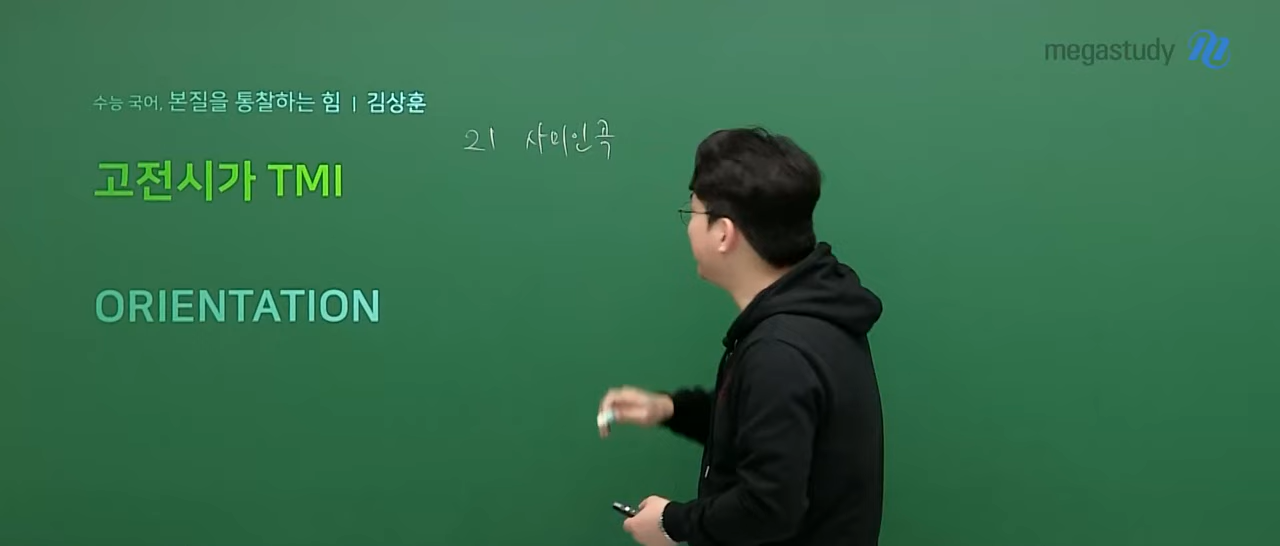 megastudy
수능 국어, 본질을 통찰하는 힘 | 김상훈
21 사미인곡
고전시가 TMI
ORIENTATION